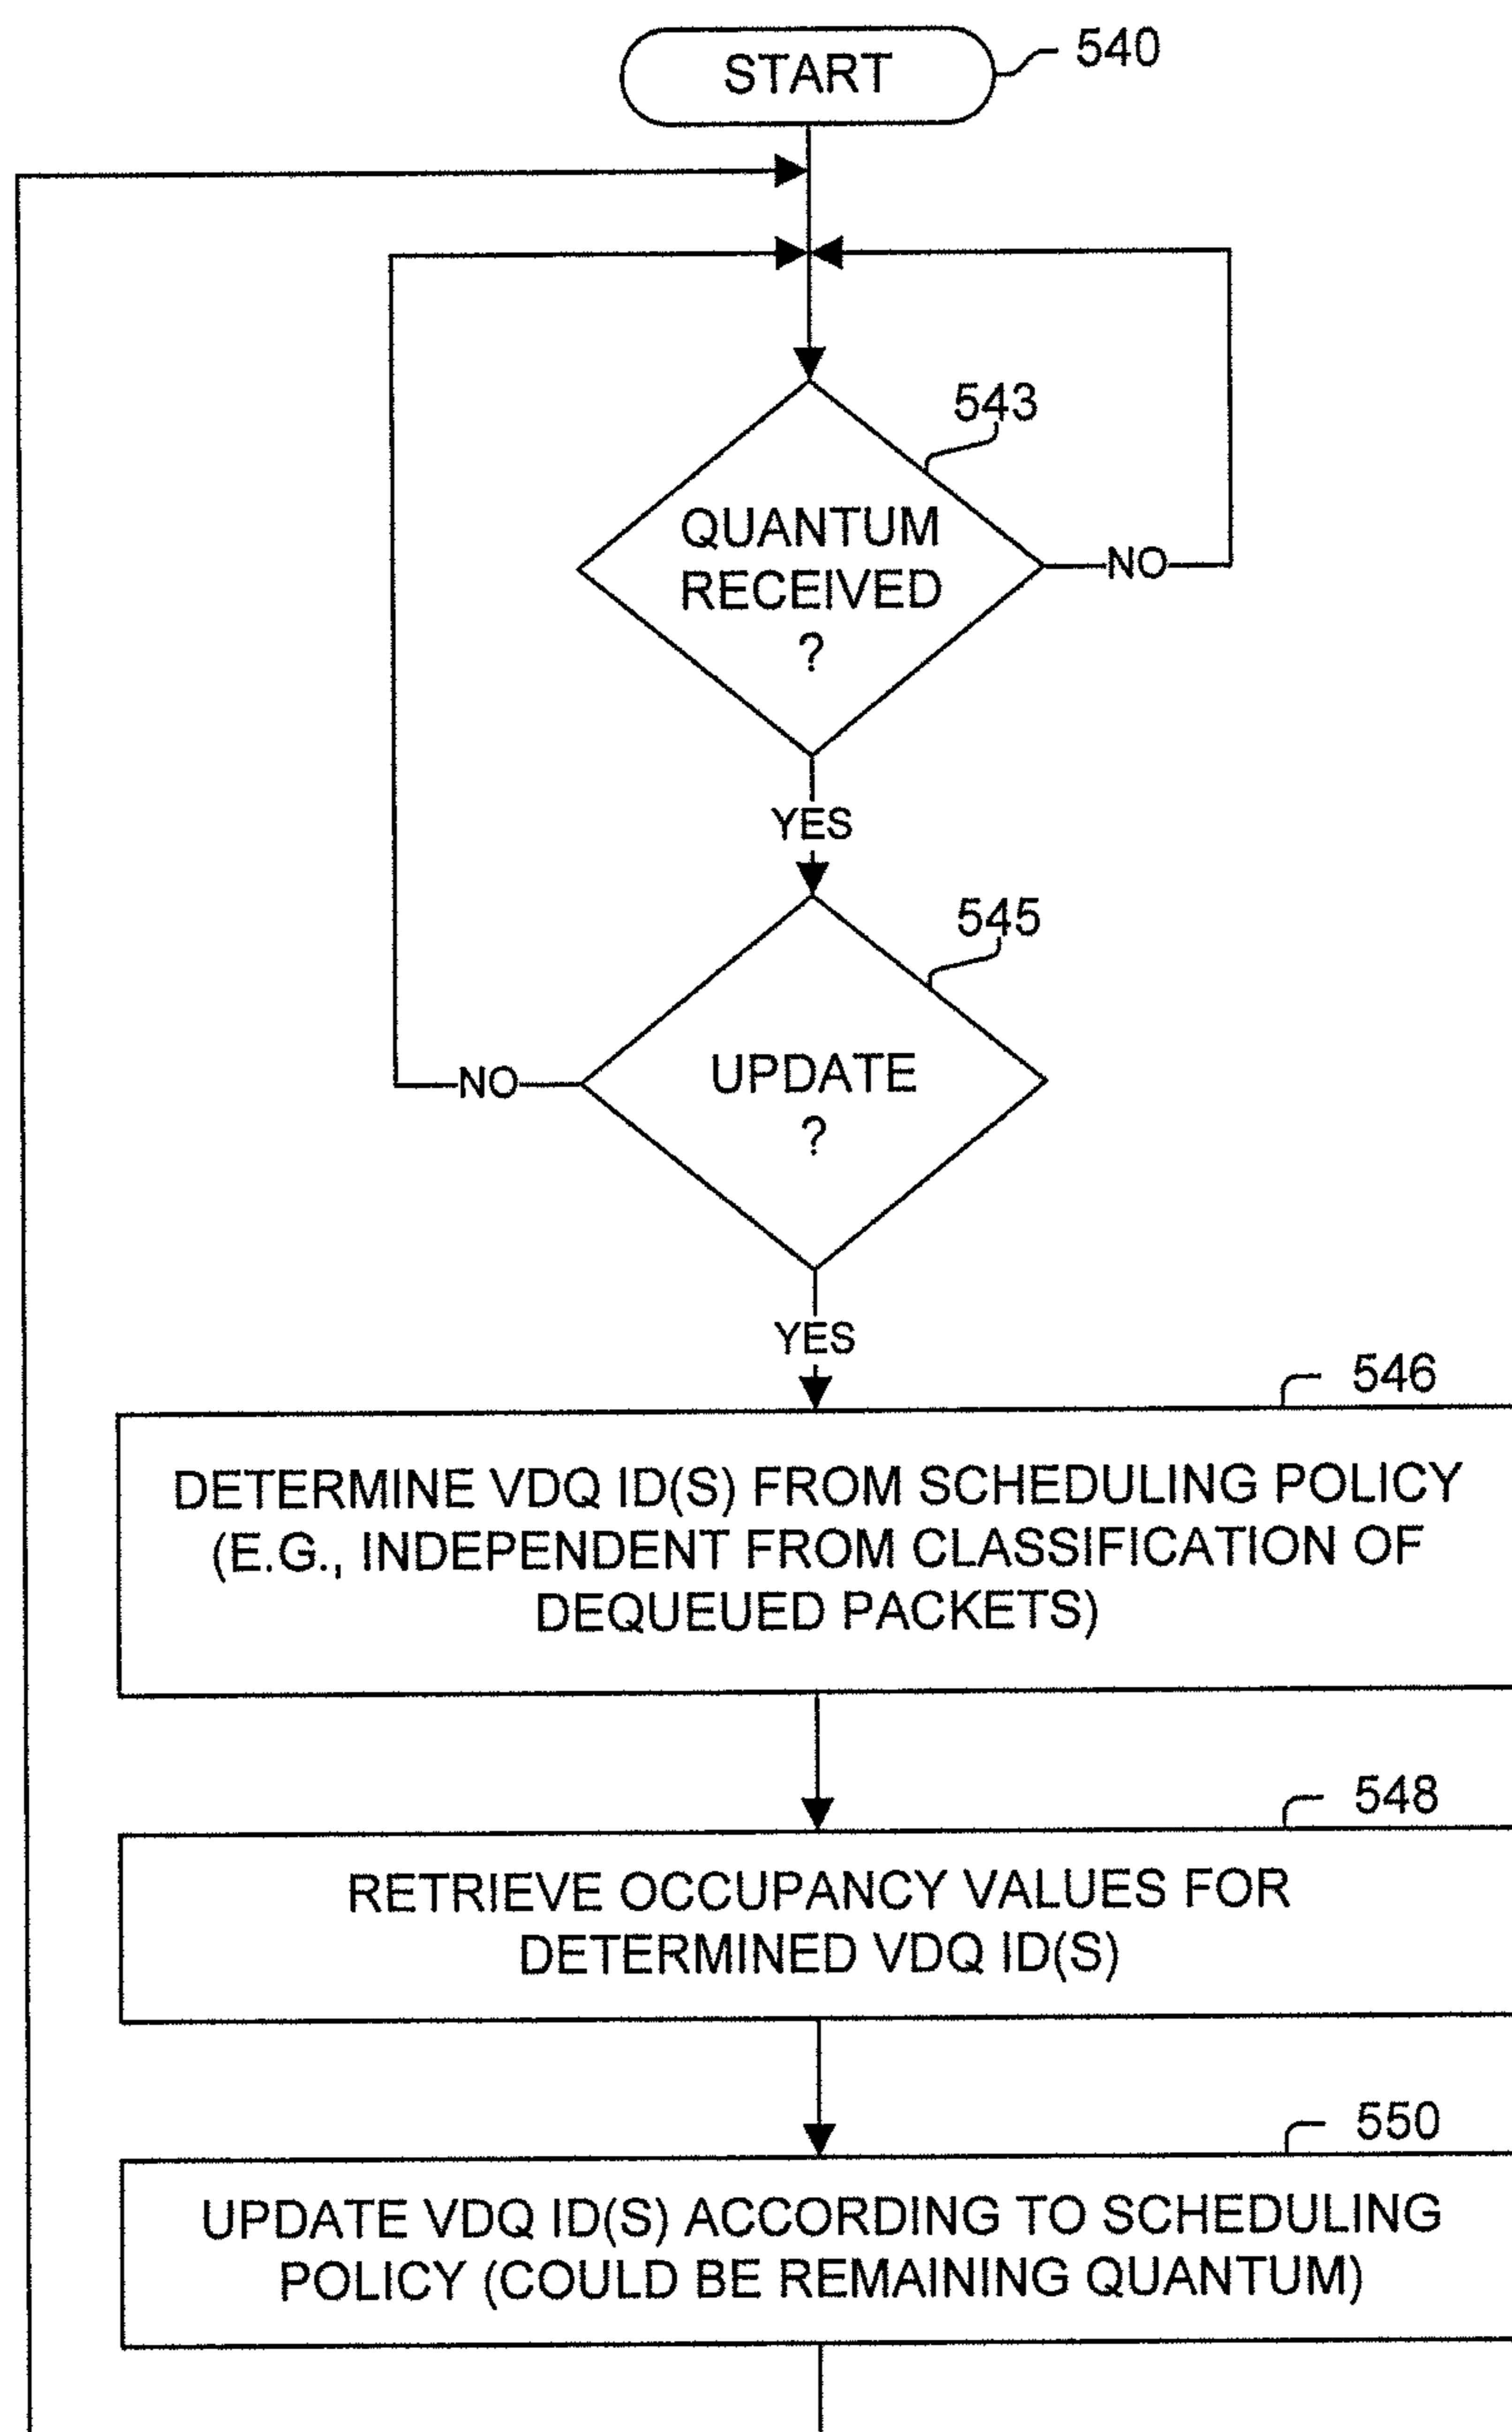 START
540
543
QUANTUM
RECEIVED
?
NO
YES
545
UPDATE
?
NO
YES
546
DETERMINE VDQ ID(S) FROM SCHEDULING POLICY
(E.G., INDEPENDENT FROM CLASSIFICATION OF
DEQUEUED PACKETS)
548
RETRIEVE OCCUPANCY VALUES FOR
DETERMINED VDQ ID(S)
550
UPDATE VDQ ID(S) ACCORDING TO SCHEDULING
POLICY (COULD BE REMAINING QUANTUM)